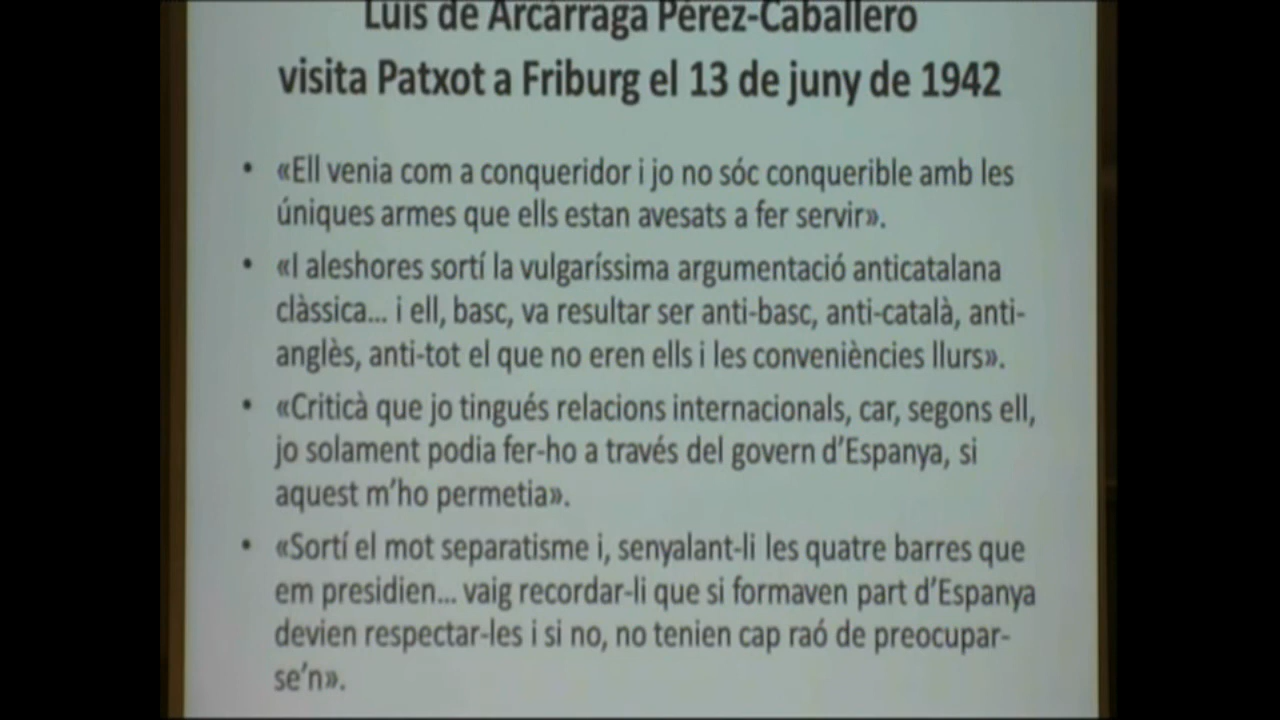 Luis de Arcárraga Pérez-Caballero
visita Patxot a Friburg el 13 de juny de 1942
• «Ell venia com a conqueridor i jo no sóc conquerible amb les
úniques armes que ells estan avesats a fer servir».
• «I aleshores sortí la vulgaríssima argumentació anticatalana
clàssica... i ell, basc, va resultar ser anti-basc, anti-català, anti-
anglès, anti-tot el que no eren ells i les conveniències llurs».
• «Criticà que jo tingués relacions internacionals, car, segons ell,
jo solament podia fer-ho a través del govern d’Espanya, si
aquest m’ho permetia».
• «Sortí el mot separatisme i, senyalant-li les quatre barres que
em presidien... vaig recordar-li que si formaven part d’Espanya
devien respectar-les i si no, no tenien cap raó de preocupar-
se’n».